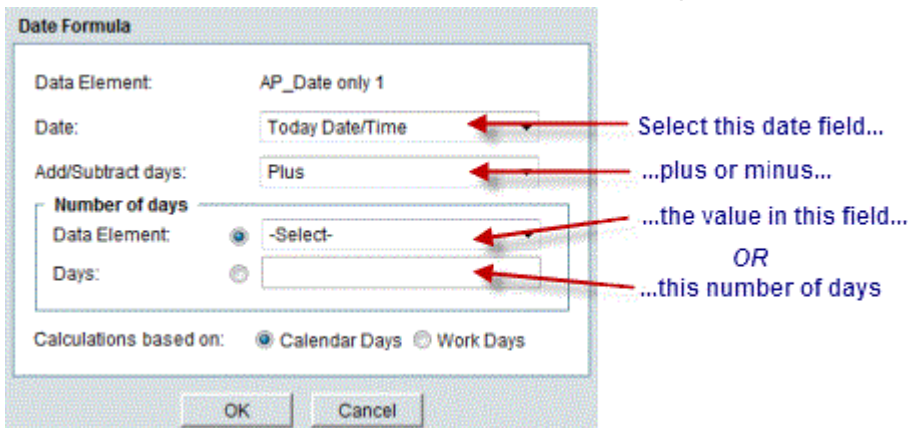 Date Formula
Data Element: AP_Date only 1
Date: Today Date/Time Select this date field...
Add/Subtract days: Plus ...plus or minus...
Number of days
Data Element: -Select- ...the value in this field...
OR
Days: ...this number of days
Calculations based on: Calendar Days Work Days
OK Cancel